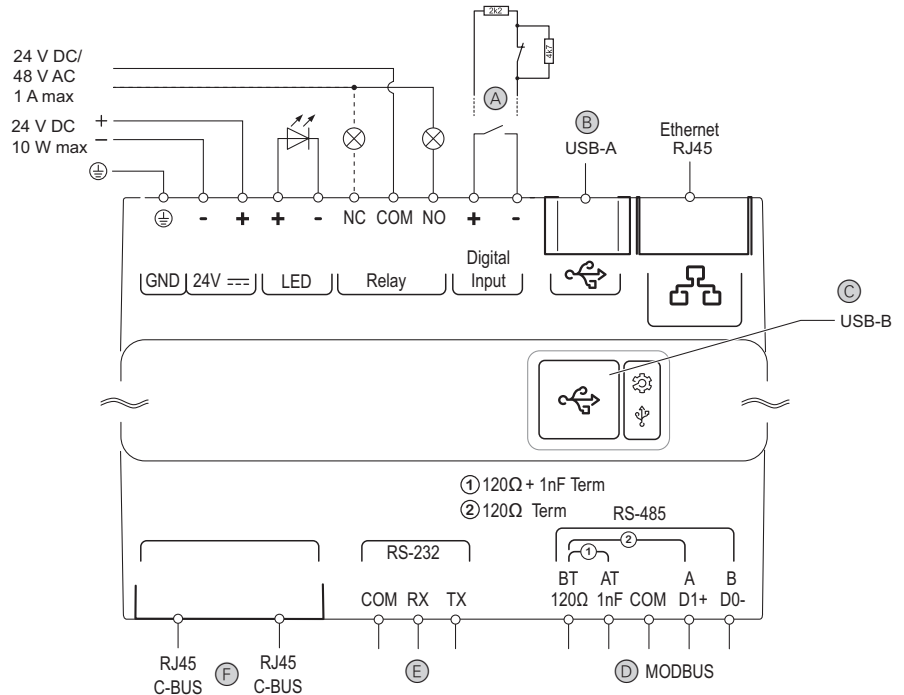 2k2
4k7
24 V DC/
48 V AC
1 A max
24 V DC +
10 W max −
A
B
USB-A
Ethernet
RJ45
- + + - NC COM NO + -
GND 24V LED Relay Digital
Input
C
USB-B
1 120Ω + 1nF Term
2 120Ω Term
RS-485
2
1
RS-232
BT AT A B
120Ω 1nF COM D1+ D0-
COM RX TX
RJ45
C-BUS
F
RJ45
C-BUS
E
D MODBUS